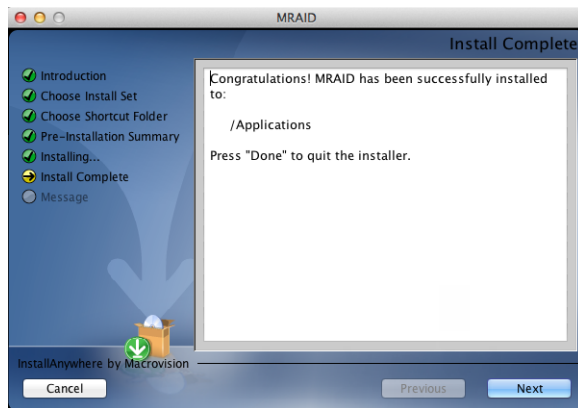 MRAID
Install Complete
Introduction
Choose Install Set
Choose Shortcut Folder
Pre-Installation Summary
Installing...
Install Complete
Message
Congratulations! MRAID has been successfully installed
to:
/Applications
Press "Done" to quit the installer.
InstallAnywhere by Macrovision
Cancel
Previous
Next